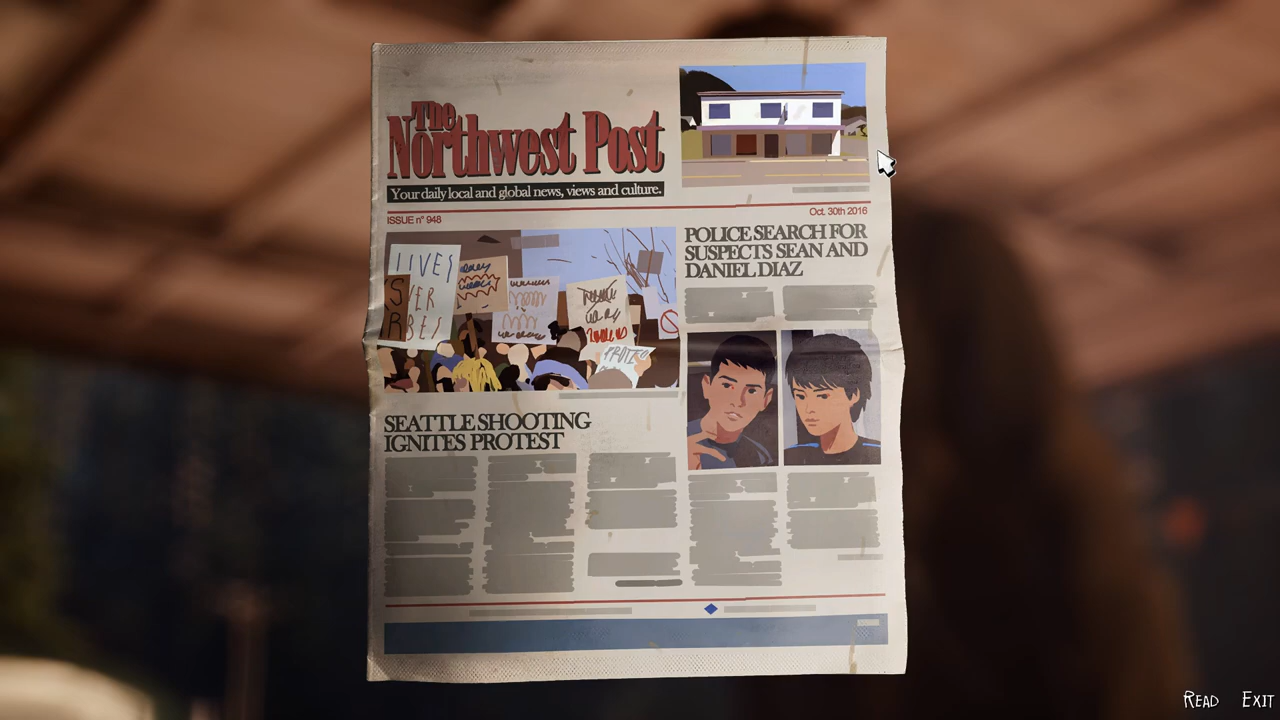 The
Northwest Post
Your daily local and global news, views and culture.
ISSUE n° 948
Oct. 30th 2016
LIVES
POLICE SEARCH FOR
SUSPECTS SEAN AND
DANIEL DIAZ
SEATTLE SHOOTING
IGNITES PROTEST
READ EXIT